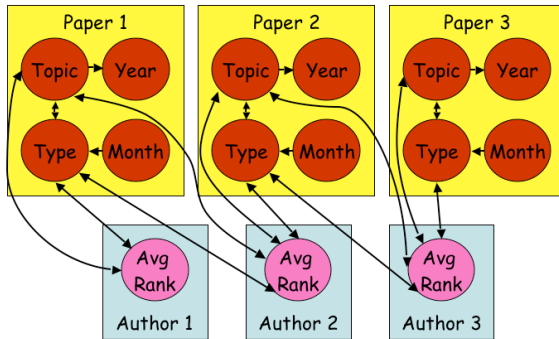 Paper 1
Paper 2
Paper 3
Topic
Year
Topic
Year
Topic
Year
Type
Month
Type
Month
Type
Month
Avg
Rank
Avg
Rank
Avg
Rank
Author 1
Author 2
Author 3